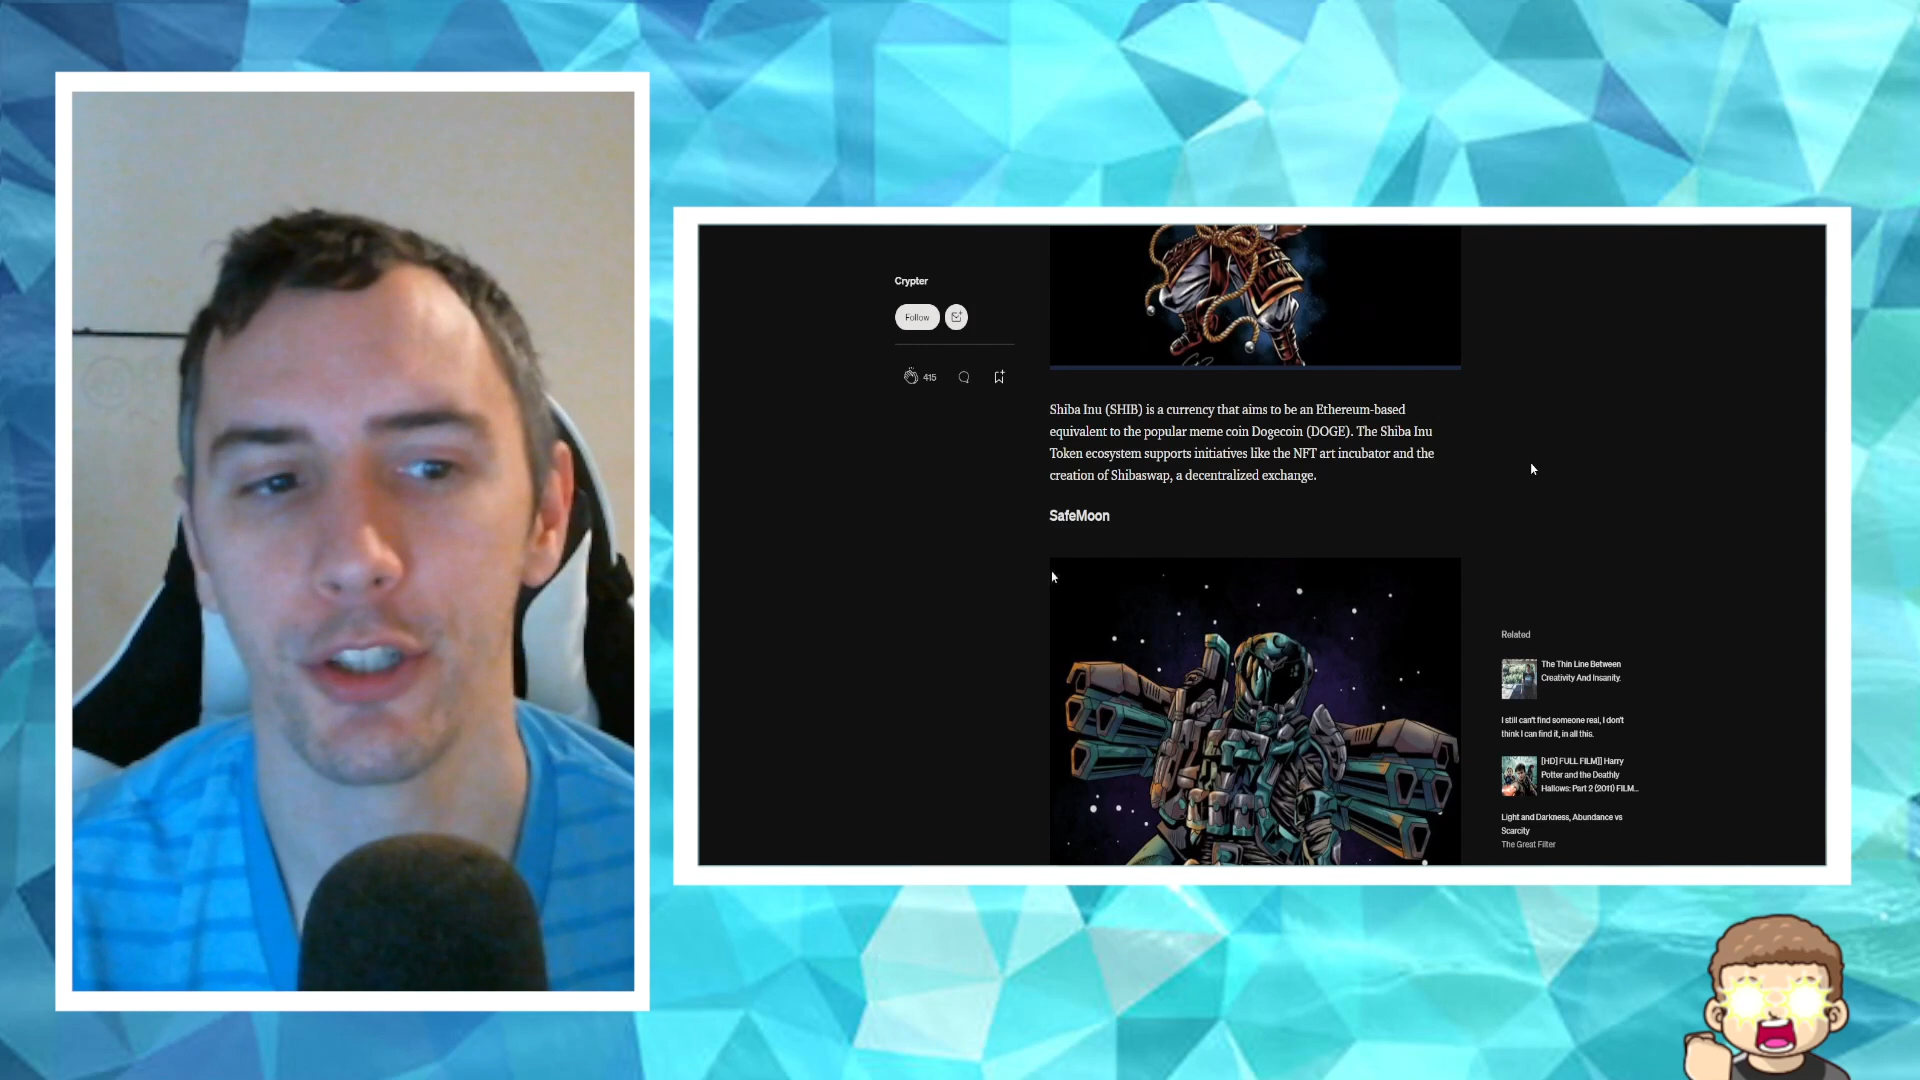 Crypter
Follow
415
Shiba Inu (SHIB) is a currency that aims to be an Ethereum-based
equivalent to the popular meme coin Dogecoin (DOGE). The Shiba Inu
Token ecosystem supports initiatives like the NFT art incubator and the
creation of Shibaswap, a decentralized exchange.
SafeMoon
Related
The Thin Line Between
Creativity And Insanity.
I still can't find someone real, I don't
think I can find it, in all this.
[HD] FULL FILM]] Harry
Potter and the Deathly
Hallows: Part 2 (2011) FILM...
Light and Darkness, Abundance vs
Scarcity
The Great Filter